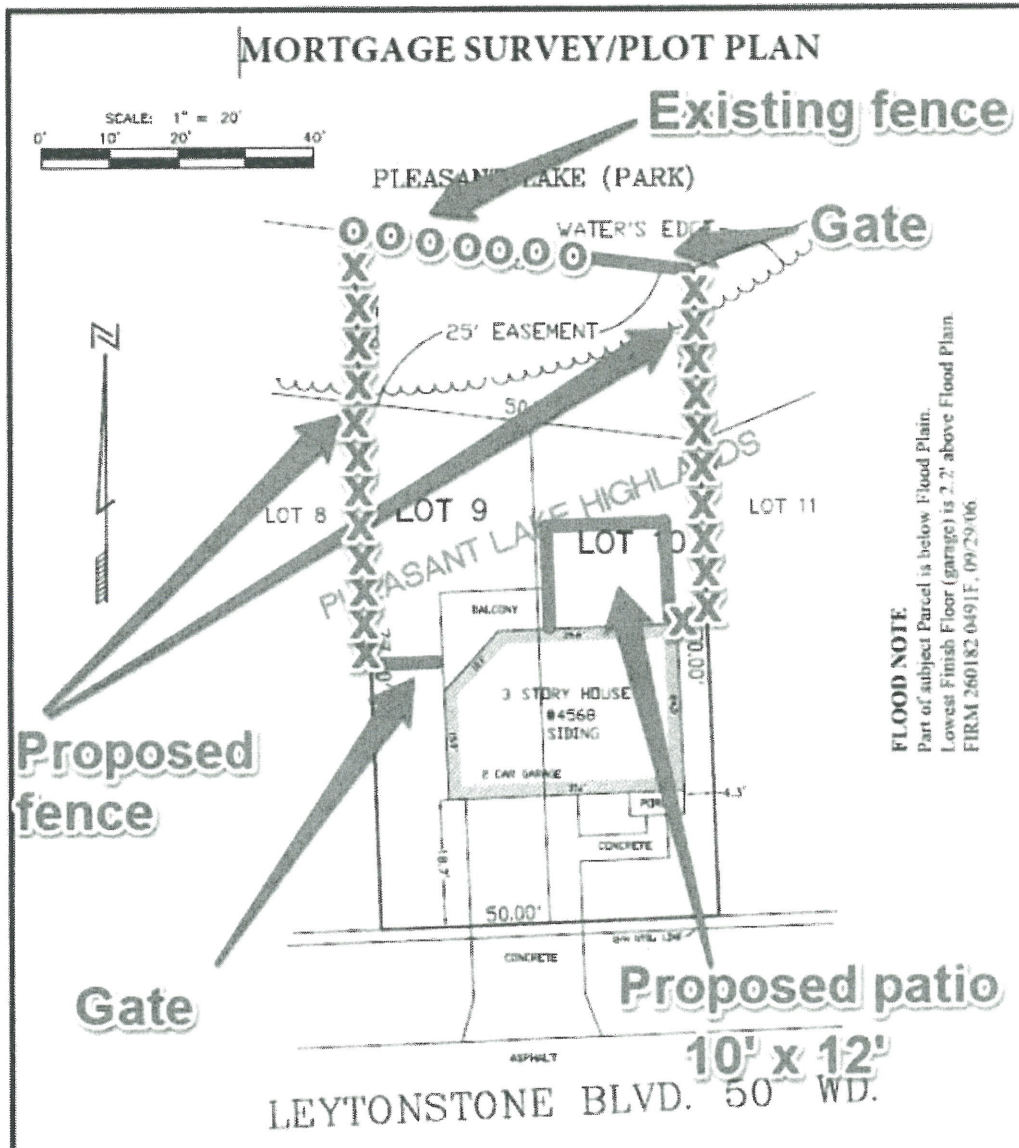 MORTGAGE SURVEY/PLOT PLAN
SCALE: 1" = 20'
0' 10' 20' 40'
Existing fence
PLEASANT LAKE (PARK)
WATER'S EDGE
Gate
O O O O O O O
X X X X X X X X X X X
X X X X X X X X X X
25' EASEMENT
50
N
LOT 8
LOT 9
LOT 10
LOT 11
PLEASANT LAKE HIGHLANDS
BALCONY
3 STORY HOUSE
#4568
SIDING
2 CAR GARAGE
4.3'
CONCRETE
18.7'
50.00'
CONCRETE
ASPHALT
Proposed
fence
Gate
Proposed patio
10' x 12'
LEYTONSTONE BLVD. 50' WD.
FLOOD NOTE
Part of subject Parcel is below Flood Plain.
Lowest Finish Floor (garage) is 2.2' above Flood Plain
FIRM 260182 0491F, 09/29/06